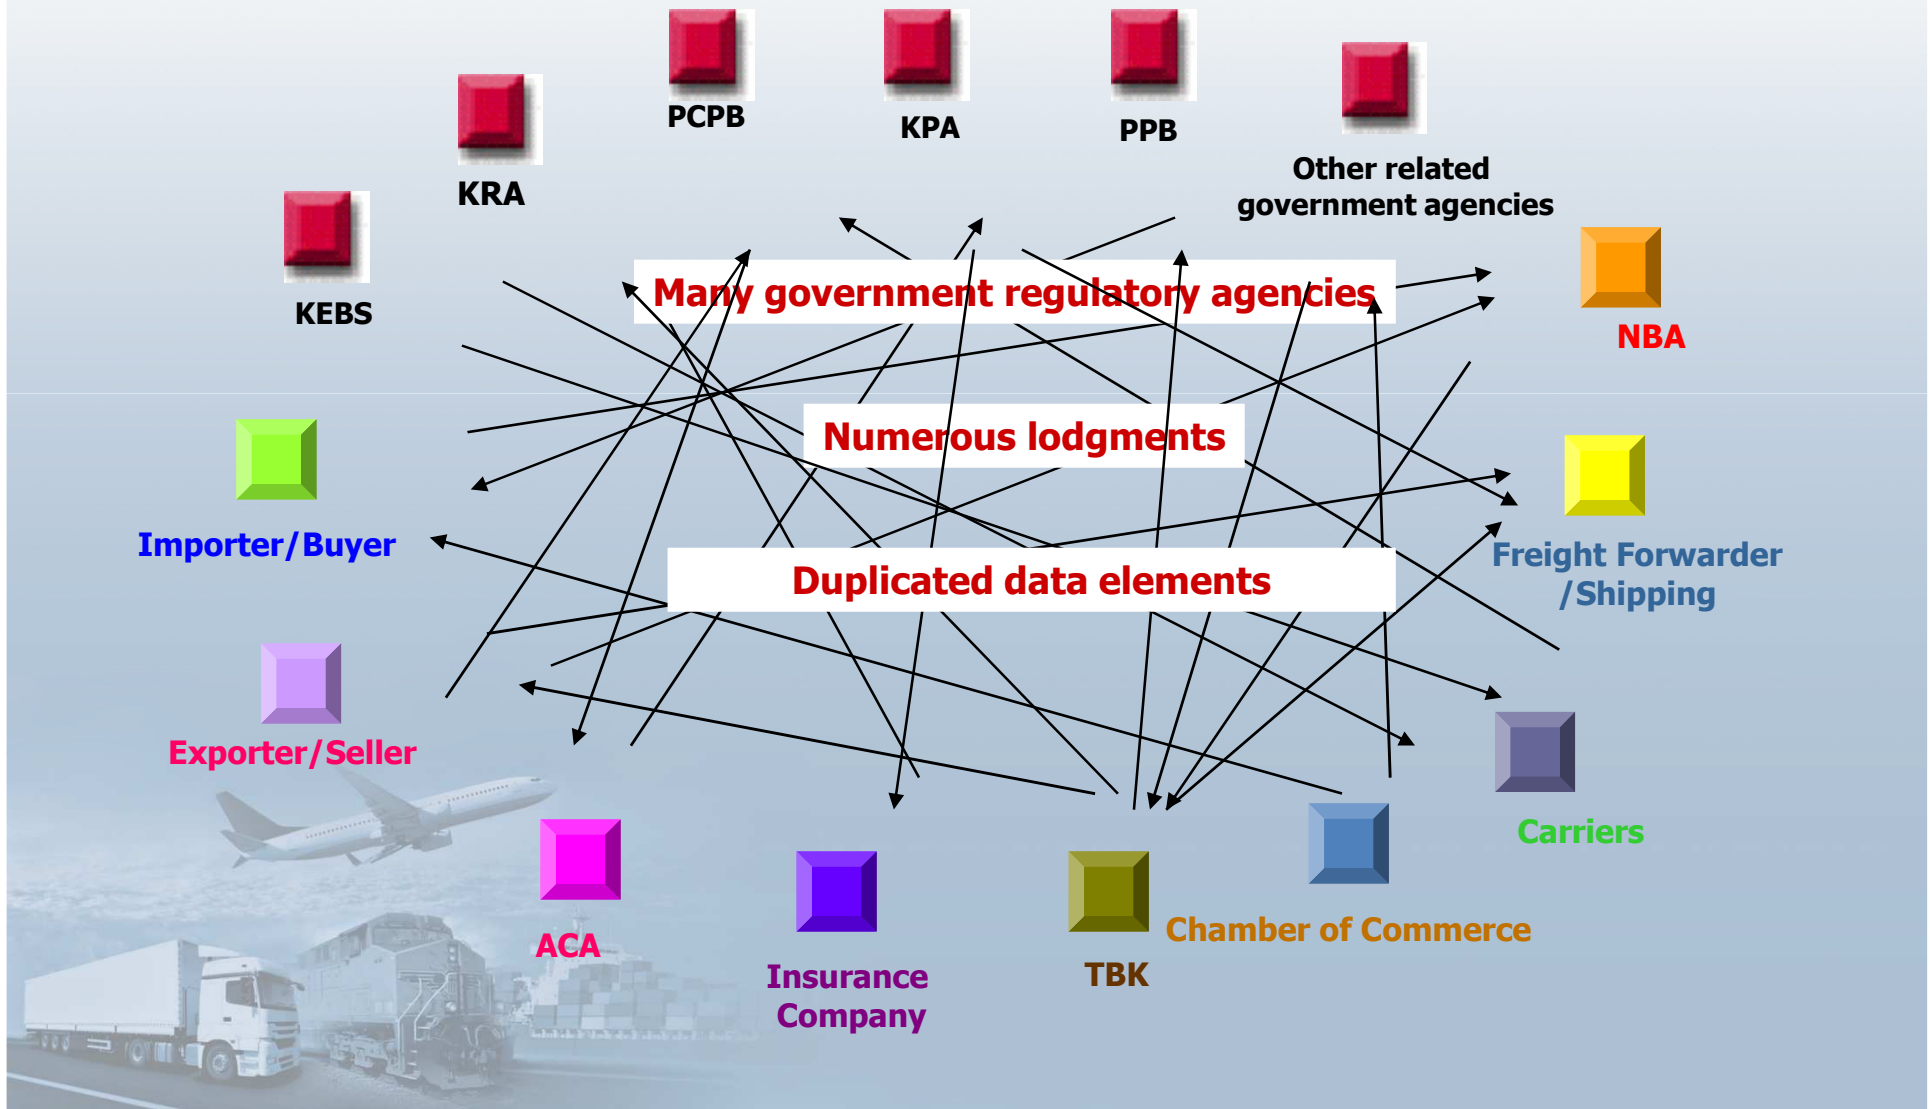 PCPB
KPA
PPB
KRA
Other related
government agencies
KEBS
Many government regulatory agencies
NBA
Numerous lodgments
Importer/Buyer
Freight Forwarder
/Shipping
Duplicated data elements
Exporter/Seller
Carriers
ACA
Chamber of Commerce
Insurance
Company
TBK